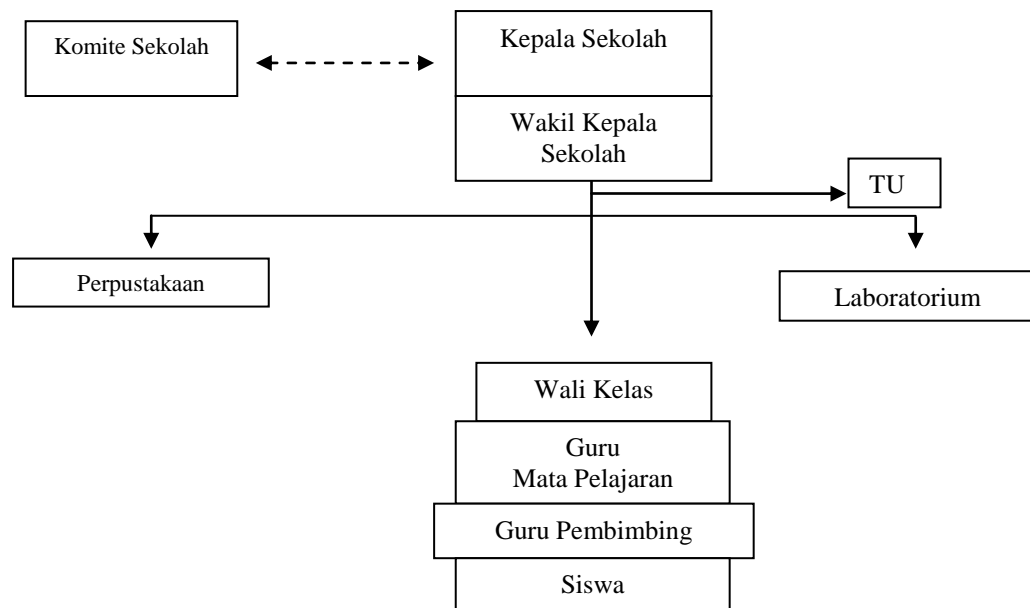 Komite Sekolah
Kepala Sekolah
Wakil Kepala
Sekolah
TU
Perpustakaan
Laboratorium
Wali Kelas
Guru
Mata Pelajaran
Guru Pembimbing
Siswa